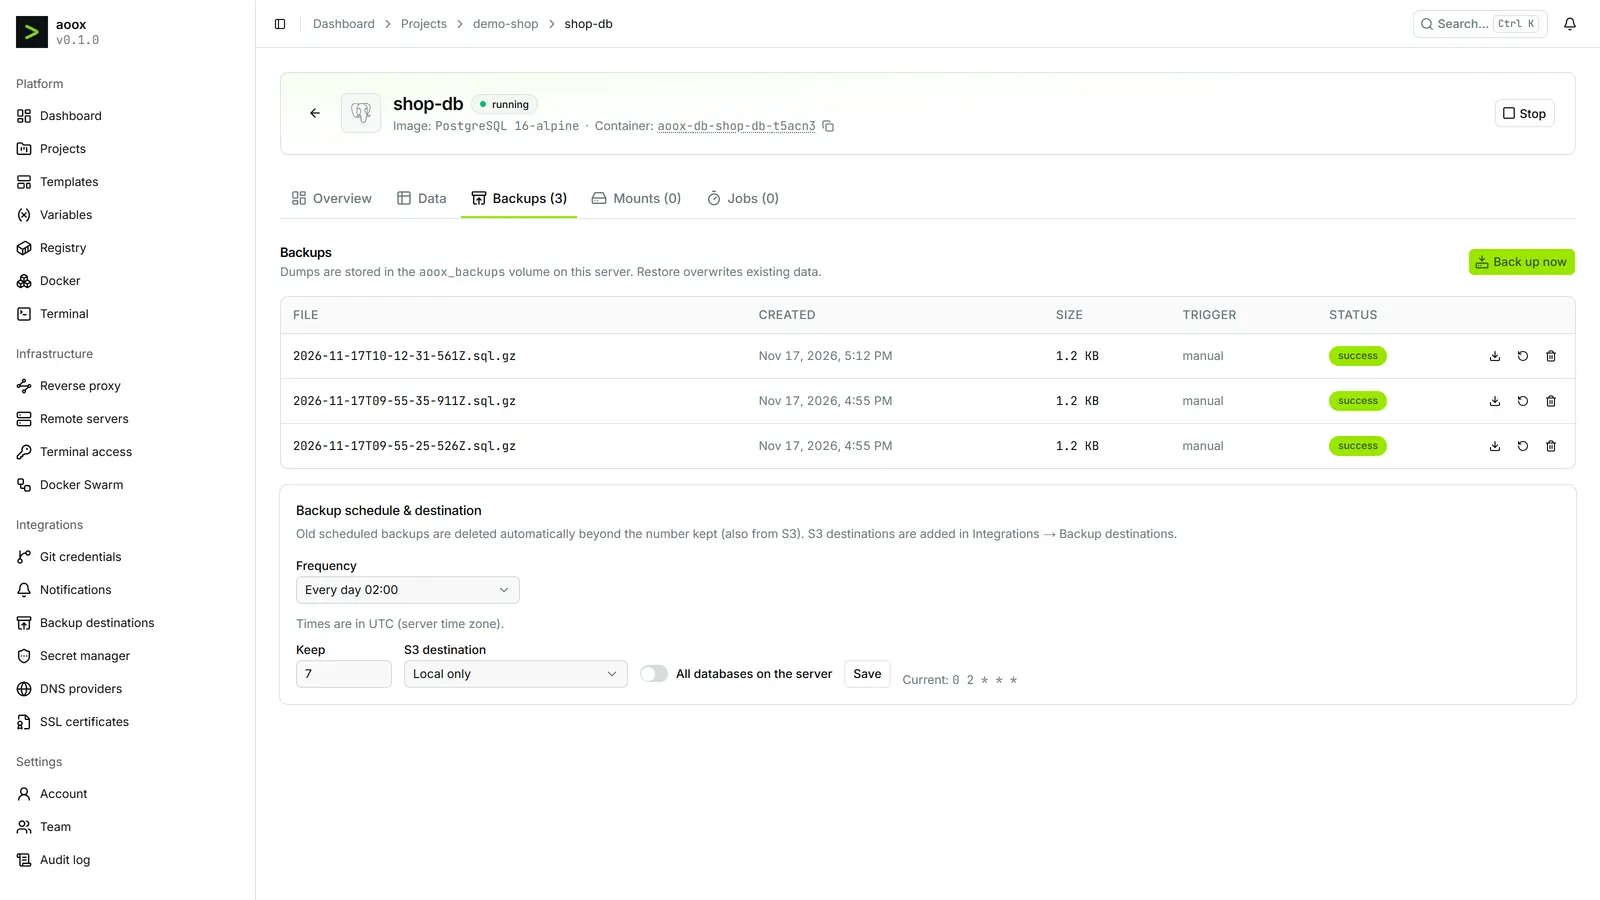 aoox
v0.1.0
Platform
Dashboard
Projects
Templates
Variables
Registry
Docker
Terminal
Infrastructure
Reverse proxy
Remote servers
Terminal access
Docker Swarm
Integrations
Git credentials
Notifications
Backup destinations
Secret manager
DNS providers
SSL certificates
Settings
Account
Team
Audit log
Dashboard > Projects > demo-shop > shop-db
Search... Ctrl K
shop-db running
Image: PostgreSQL 16-alpine · Container: aoox-db-shop-db-t5acn3
Stop
Overview Data Backups (3) Mounts (0) Jobs (0)
Backups
Dumps are stored in the aoox_backups volume on this server. Restore overwrites existing data.
Back up now
FILE CREATED SIZE TRIGGER STATUS
2026-11-17T10-12-31-561Z.sql.gz Nov 17, 2026, 5:12 PM 1.2 KB manual success
2026-11-17T09-55-35-911Z.sql.gz Nov 17, 2026, 4:55 PM 1.2 KB manual success
2026-11-17T09-55-25-526Z.sql.gz Nov 17, 2026, 4:55 PM 1.2 KB manual success
Backup schedule & destination
Old scheduled backups are deleted automatically beyond the number kept (also from S3). S3 destinations are added in Integrations → Backup destinations.
Frequency
Every day 02:00
Times are in UTC (server time zone).
Keep S3 destination
7 Local only All databases on the server Save Current: 0 2 * * *